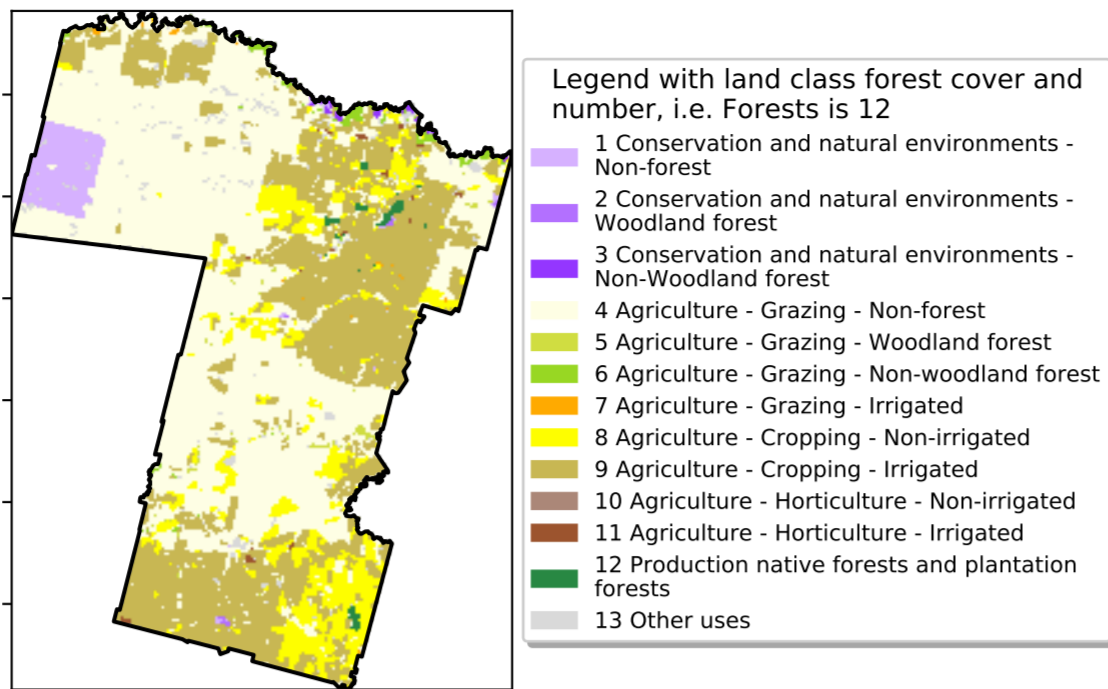 Legend with land class forest cover and
number, i.e. Forests is 12
1 Conservation and natural environments -
Non-forest
2 Conservation and natural environments -
Woodland forest
3 Conservation and natural environments -
Non-Woodland forest
4 Agriculture - Grazing - Non-forest
5 Agriculture - Grazing - Woodland forest
6 Agriculture - Grazing - Non-woodland forest
7 Agriculture - Grazing - Irrigated
8 Agriculture - Cropping - Non-irrigated
9 Agriculture - Cropping - Irrigated
10 Agriculture - Horticulture - Non-irrigated
11 Agriculture - Horticulture - Irrigated
12 Production native forests and plantation
forests
13 Other uses